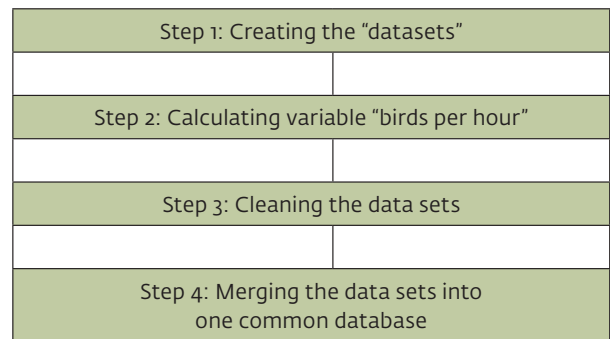 Step 1: Creating the “datasets”
Step 2: Calculating variable “birds per hour”
Step 3: Cleaning the data sets
Step 4: Merging the data sets into
one common database